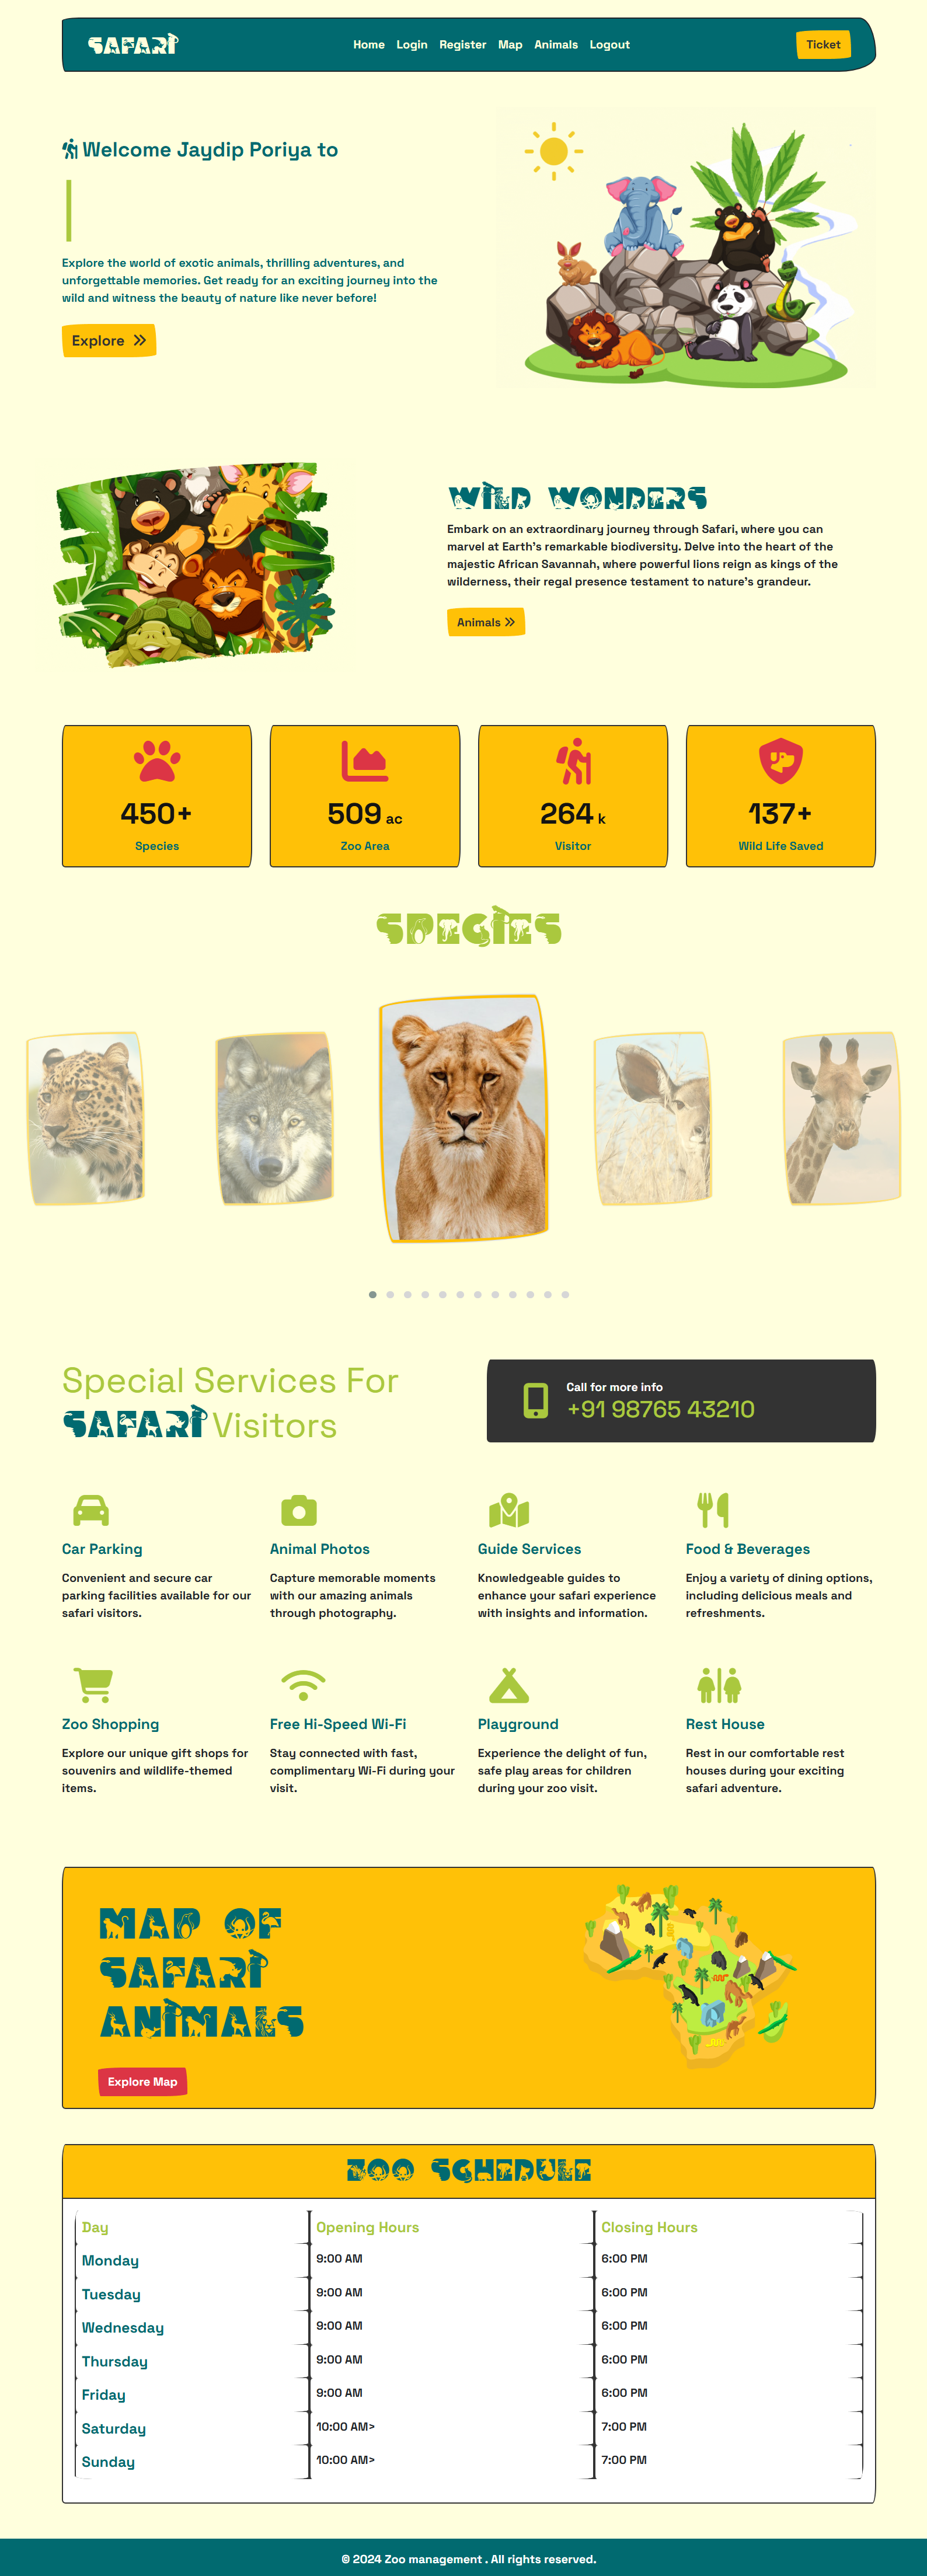 SAFARI
Home Login Register Map Animals Logout
Ticket
Welcome Jaydip Poriya to
Explore the world of exotic animals, thrilling adventures, and
unforgettable memories. Get ready for an exciting journey into the
wild and witness the beauty of nature like never before!
Explore
WILD WONDERS
Embark on an extraordinary journey through Safari, where you can
marvel at Earth's remarkable biodiversity. Delve into the heart of the
majestic African Savannah, where powerful lions reign as kings of the
wilderness, their regal presence testament to nature's grandeur.
Animals
450+
Species
509 ac
Zoo Area
264 k
Visitor
137+
Wild Life Saved
SPECIES
Special Services For
SAFARI Visitors
Call for more info
+91 98765 43210
Car Parking
Convenient and secure car
parking facilities available for our
safari visitors.
Animal Photos
Capture memorable moments
with our amazing animals
through photography.
Guide Services
Knowledgeable guides to
enhance your safari experience
with insights and information.
Food & Beverages
Enjoy a variety of dining options,
including delicious meals and
refreshments.
Zoo Shopping
Explore our unique gift shops for
souvenirs and wildlife-themed
items.
Free Hi-Speed Wi-Fi
Stay connected with fast,
complimentary Wi-Fi during your
visit.
Playground
Experience the delight of fun,
safe play areas for children
during your zoo visit.
Rest House
Rest in our comfortable rest
houses during your exciting
safari adventure.
MAP OF
SAFARI
ANIMALS
Explore Map
ZOO SCHEDULE
Day Opening Hours Closing Hours
Monday 9:00 AM 6:00 PM
Tuesday 9:00 AM 6:00 PM
Wednesday 9:00 AM 6:00 PM
Thursday 9:00 AM 6:00 PM
Friday 9:00 AM 6:00 PM
Saturday 10:00 AM> 7:00 PM
Sunday 10:00 AM> 7:00 PM
© 2024 Zoo management . All rights reserved.